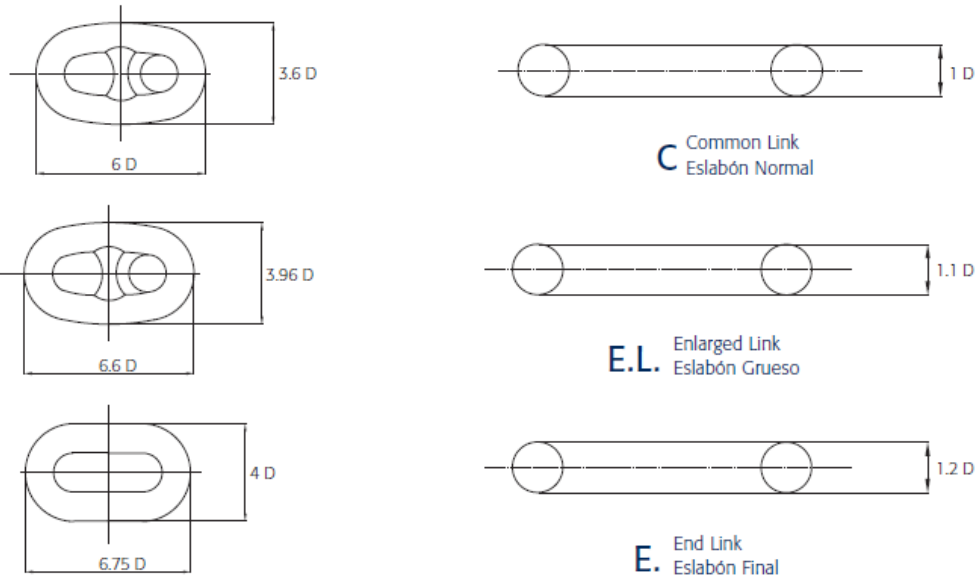 3.6 D
6 D
1 D
C Common Link
Eslabón Normal
3.96 D
6.6 D
1.1 D
E.L. Enlarged Link
Eslabón Grueso
4 D
6.75 D
1.2 D
E. End Link
Eslabón Final